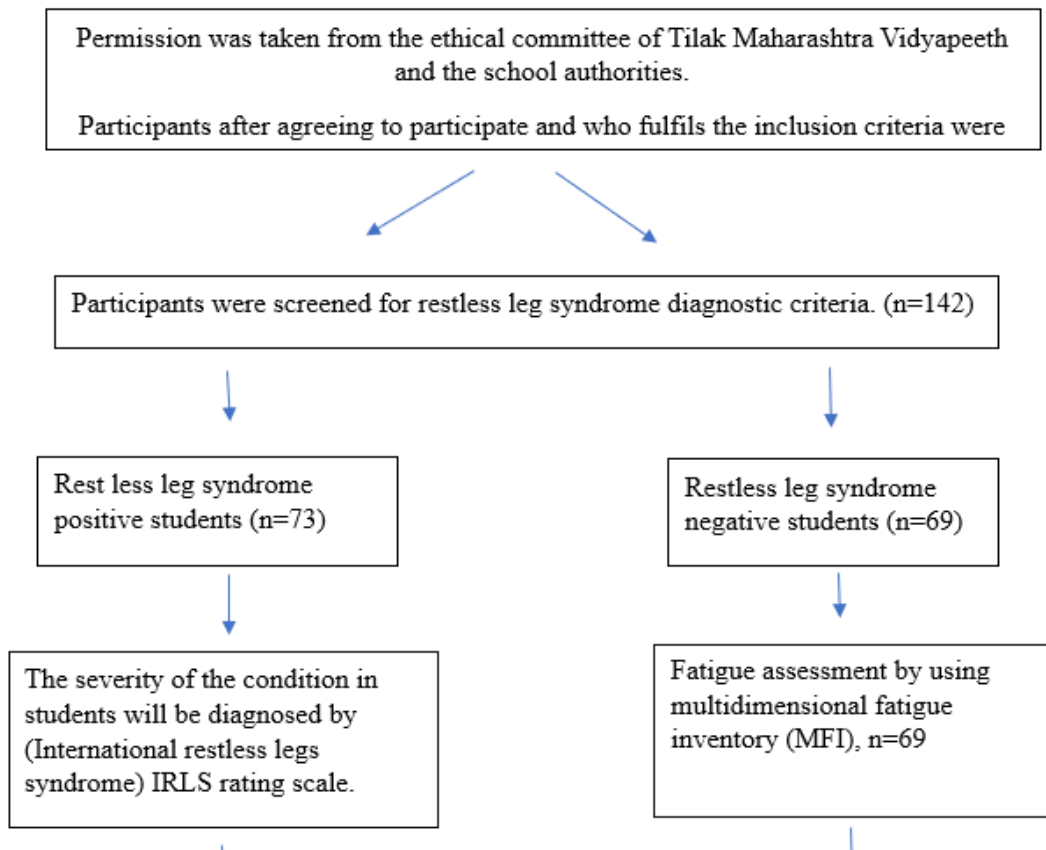 Permission was taken from the ethical committee of Tilak Maharashtra Vidyapeeth
and the school authorities.
Participants after agreeing to participate and who fulfils the inclusion criteria were
Participants were screened for restless leg syndrome diagnostic criteria. (n=142)
Rest less leg syndrome
positive students (n=73)
Restless leg syndrome
negative students (n=69)
The severity of the condition in
students will be diagnosed by
(International restless legs
syndrome) IRLS rating scale.
Fatigue assessment by using
multidimensional fatigue
inventory (MFI), n=69